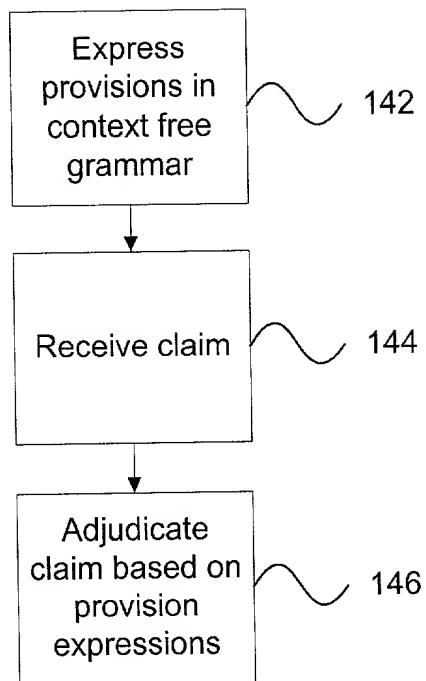 Express
provisions in
context free
grammar
142
Receive claim
144
Adjudicate
claim based on
provision
expressions
146